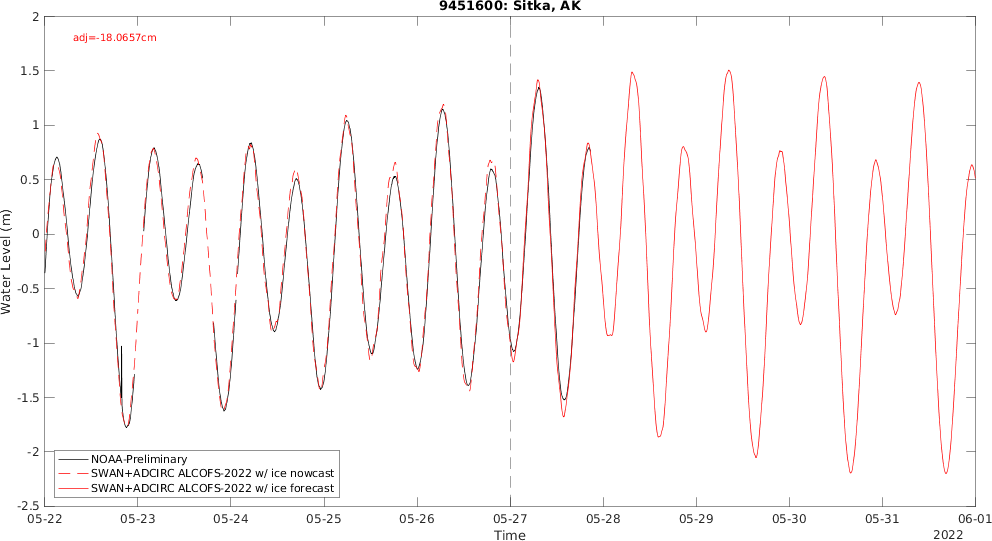 9451600: Sitka, AK
adj=-18.0657cm
2
1.5
1
0.5
0
-0.5
-1
-1.5
-2
-2.5
Water Level (m)
NOAA-Preliminary
SWAN+ADCIRC ALCOFS-2022 w/ ice nowcast
SWAN+ADCIRC ALCOFS-2022 w/ ice forecast
05-22 05-23 05-24 05-25 05-26 05-27 05-28 05-29 05-30 05-31 06-01
Time
2022